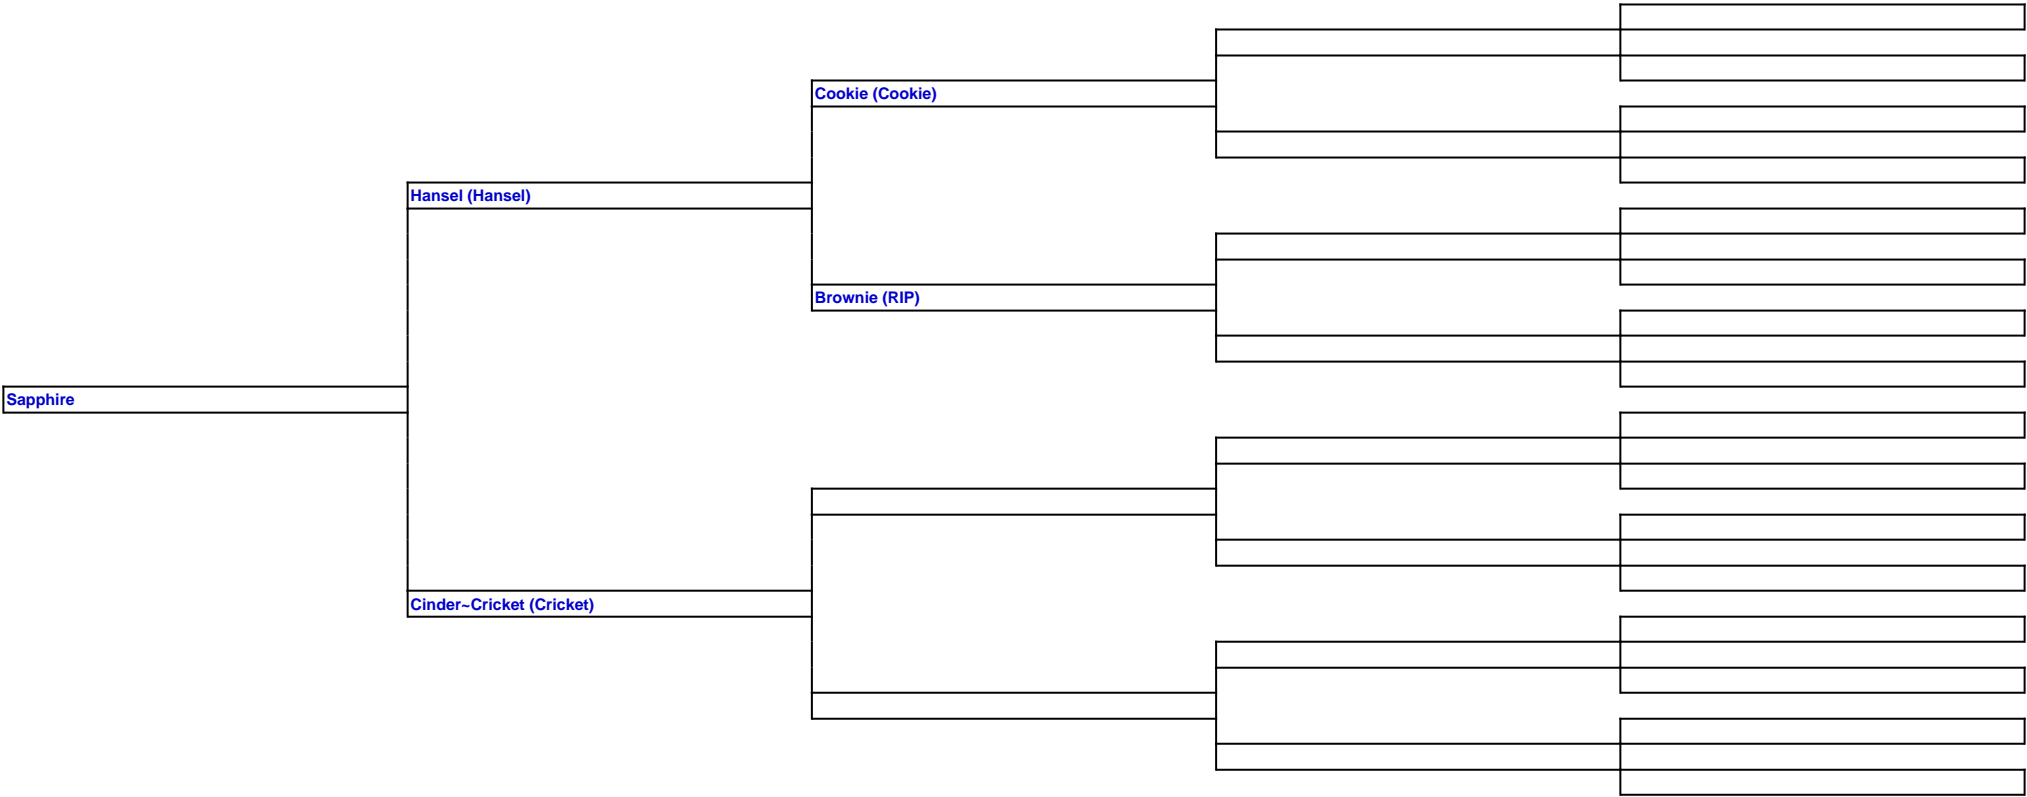 Cookie (Cookie)
Hansel (Hansel)
Brownie (RIP)
Sapphire
Cinder~Cricket (Cricket)